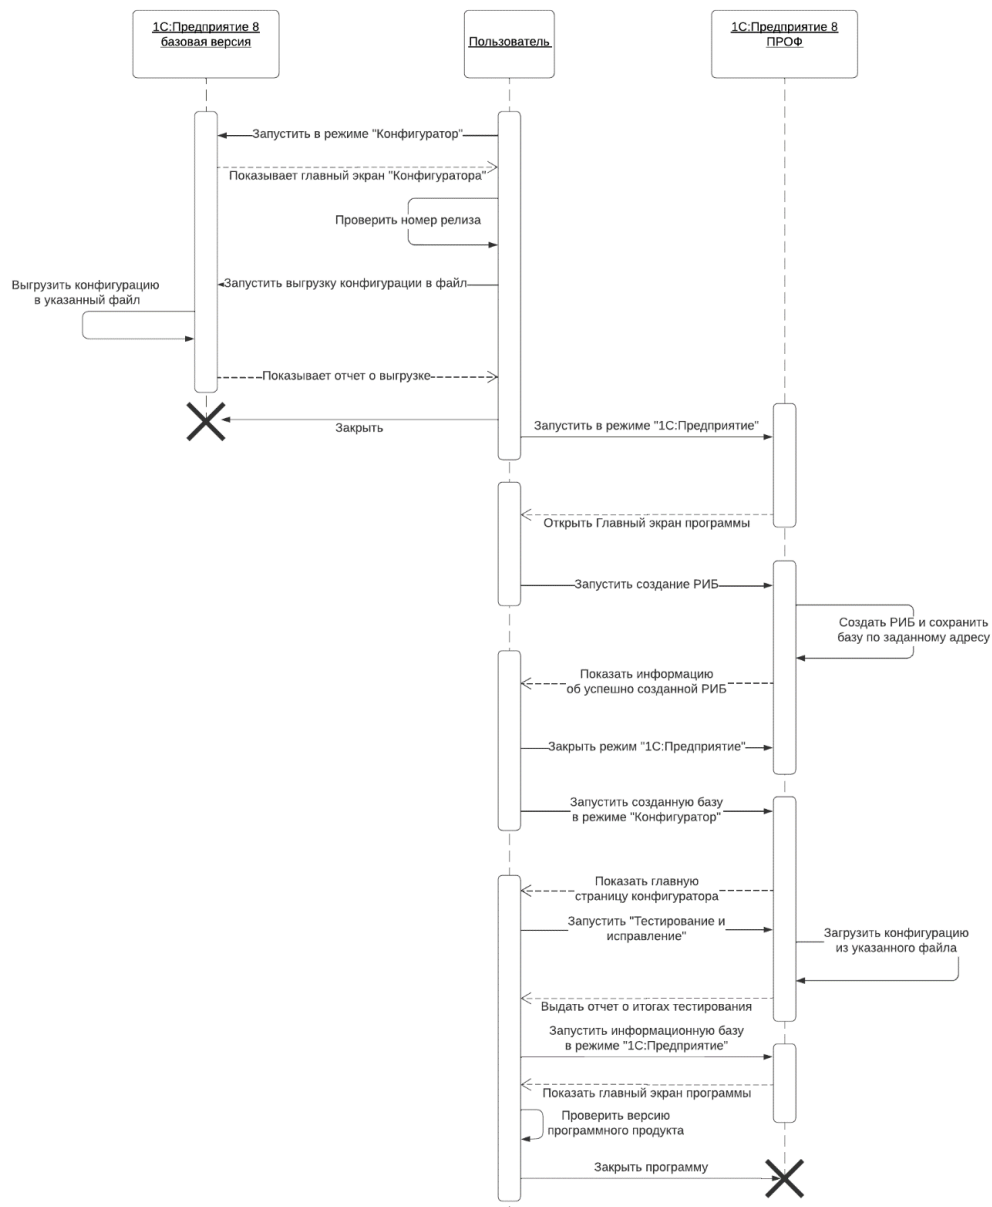 1С:Предприятие 8
базовая версия
Пользователь
1С:Предприятие 8
ПРОФ
Запустить в режиме "Конфигуратор"
Показывает главный экран "Конфигуратора"
Проверить номер релиза
Запустить выгрузку конфигурации в файл
Выгрузить конфигурацию
в указанный файл
Показывает отчет о выгрузке
Закрыть
Запустить в режиме "1С:Предприятие"
Открыть Главный экран программы
Запустить создание РИБ
Создать РИБ и сохранить
базу по заданному адресу
Показать информацию
об успешно созданной РИБ
Закрыть режим "1С:Предприятие"
Запустить созданную базу
в режиме "Конфигуратор"
Показать главную
страницу конфигуратора
Запустить "Тестирование и
исправление"
Загрузить конфигурацию
из указанного файла
Выдать отчет о итогах тестирования
Запустить информационную базу
в режиме "1С:Предприятие"
Показать главный экран программы
Проверить версию
программного продукта
Закрыть программу